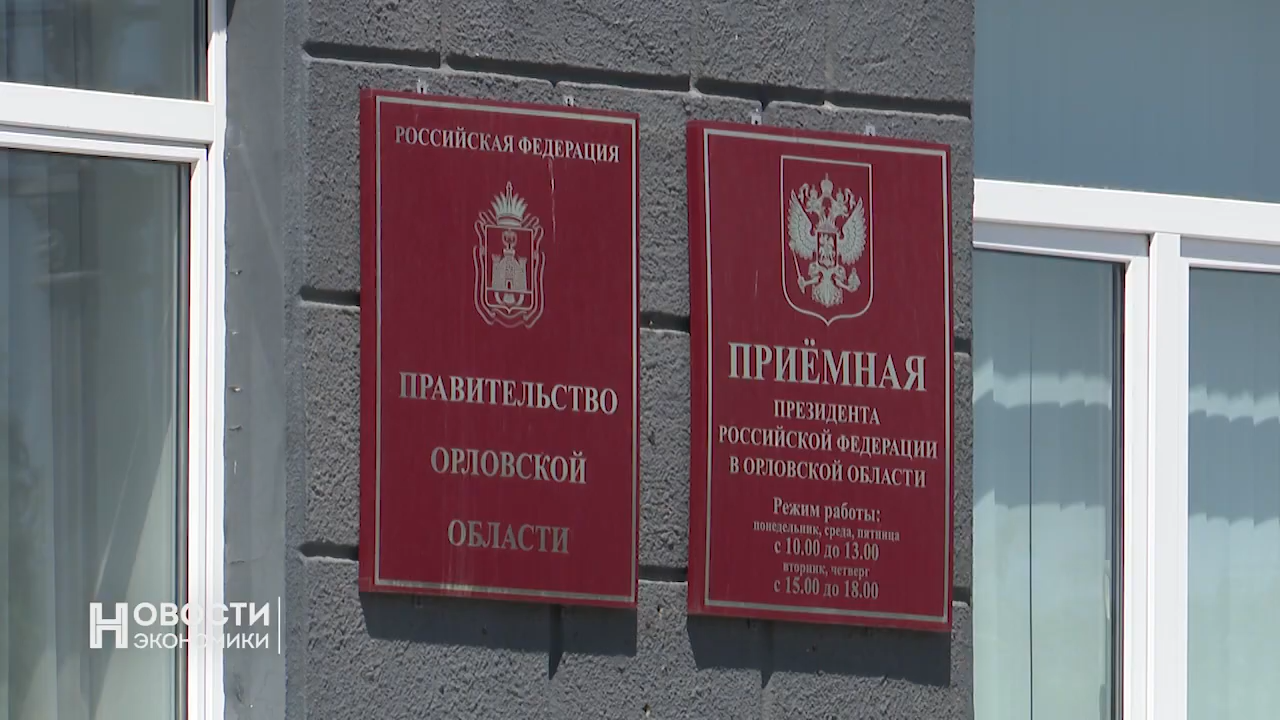 РОССИЙСКАЯ ФЕДЕРАЦИЯ
ПРАВИТЕЛЬСТВО
ОРЛОВСКОЙ
ОБЛАСТИ
ПРИЁМНАЯ
ПРЕЗИДЕНТА
РОССИЙСКОЙ ФЕДЕРАЦИИ
В ОРЛОВСКОЙ ОБЛАСТИ
Режим работы:
понедельник, среда, пятница
с 10.00 до 13.00
вторник, четверг
с 15.00 до 18.00
НОВОСТИ
ЭКОНОМИКИ